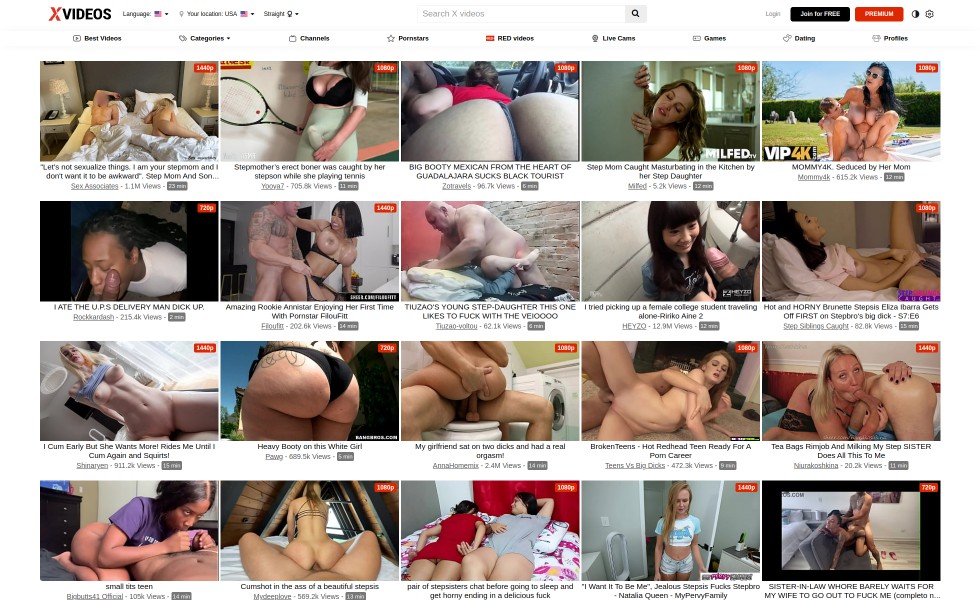 XVIDEOS
Language:
Your location: USA
Straight
Search X videos
Login
Join for FREE
PREMIUM
Best Videos
Categories
Channels
Pornstars
RED videos
Live Cams
Games
Dating
Profiles
1440p
1080p
1080p
1080p
MILFED.TV
1080p
VIP4K
"Let's not sexualize things. I am your stepmom and I
don't want it to be awkward". Step Mom And Son...
Sex Associates - 1.1M Views - 23 min
Stepmother's erect boner was caught by her
stepson while she playing tennis
Yooya7 - 705.8k Views - 11 min
BIG BOOTY MEXICAN FROM THE HEART OF
GUADALAJARA SUCKS BLACK TOURIST
Zotravels - 96.7k Views - 6 min
Step Mom Caught Masturbating in the Kitchen by
her Step Daughter
Milfed - 5.2k Views - 12 min
MOMMY4K. Seduced by Her Mom
Mommy4k - 615.2k Views - 12 min
720p
1440p
SHEER.COM/FILOUFITT
HEYZO
1080p
CAUGHT
I ATE THE U.P.S DELIVERY MAN DICK UP.
Rockkardash - 215.4k Views - 2 min
Amazing Rookie Annistar Enjoying Her First Time
With Pornstar FilouFitt
Filoufitt - 202.6k Views - 14 min
TIUZAO'S YOUNG STEP-DAUGHTER THIS ONE
LIKES TO FUCK WITH THE VEIOOOO
Tiuzao-voltou - 62.1k Views - 6 min
I tried picking up a female college student traveling
alone-Ririko Aine 2
HEYZO - 12.9M Views - 12 min
Hot and HORNY Brunette Stepsis Eliza Ibarra Gets
Off FIRST on Stepbro's big dick - S7:E6
Step Siblings Caught - 82.8k Views - 15 min
1440p
720p
BANGBROS.COM
1080p
1080p
1440p
I Cum Early But She Wants More! Rides Me Until I
Cum Again and Squirts!
Shinaryen - 911.2k Views - 15 min
Heavy Booty on this White Girl
Pawg - 689.5k Views - 5 min
My girlfriend sat on two dicks and had a real
orgasm!
AnnaHomemix - 2.4M Views - 14 min
BrokenTeens - Hot Redhead Teen Ready For A
Porn Career
Teens Vs Big Dicks - 472.3k Views - 9 min
Tea Bags Rimjob And Milking My Step SISTER
Does All This To Me
Niurakoshkina - 20.2k Views - 11 min
1080p
1080p
1440p
720p
small tits teen
Bigbutts41 Official - 105k Views - 14 min
Cumshot in the ass of a beautiful stepsis
Mydeeplove - 569.2k Views - 13 min
pair of stepsisters chat before going to sleep and
get horny ending in a delicious fuck
"I Want It To Be Me", Jealous Stepsis Fucks Stepbro
- Natalia Queen - MyPervyFamily
SISTER-IN-LAW WHORE BARELY WAITS FOR
MY WIFE TO GO OUT TO FUCK ME (completo n...